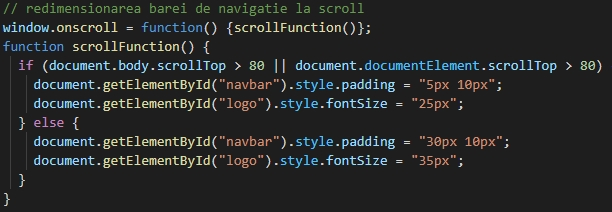 // redimensionarea barei de navigatie la scroll
window.onscroll = function() {scrollFunction()};
function scrollFunction() {
if (document.body.scrollTop > 80 || document.documentElement.scrollTop > 80)
document.getElementById("navbar").style.padding = "5px 10px";
document.getElementById("logo").style.fontSize = "25px";
} else {
document.getElementById("navbar").style.padding = "30px 10px";
document.getElementById("logo").style.fontSize = "35px";
}
}